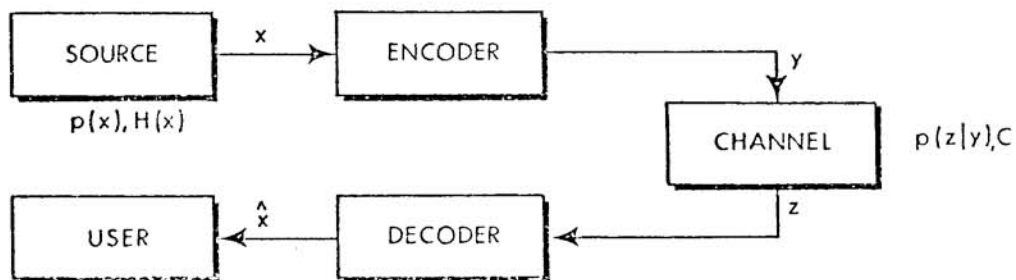 SOURCE
x
ENCODER
y
p(x), H(x)
CHANNEL
p(z|y), C
z
USER
x̂
DECODER